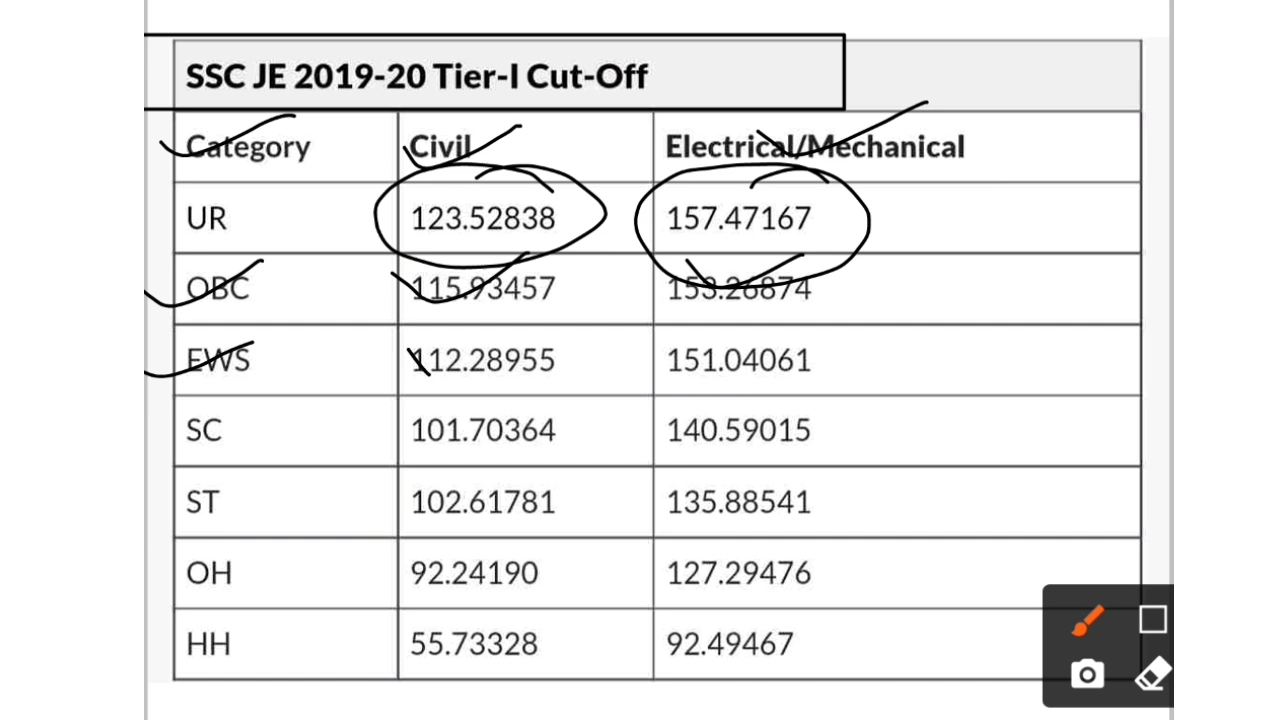 SSC JE 2019-20 Tier-I Cut-Off
Category Civil Electrical/Mechanical
UR 123.52838 157.47167
OBC 115.93457 153.26874
EWS 112.28955 151.04061
SC 101.70364 140.59015
ST 102.61781 135.88541
OH 92.24190 127.29476
HH 55.73328 92.49467